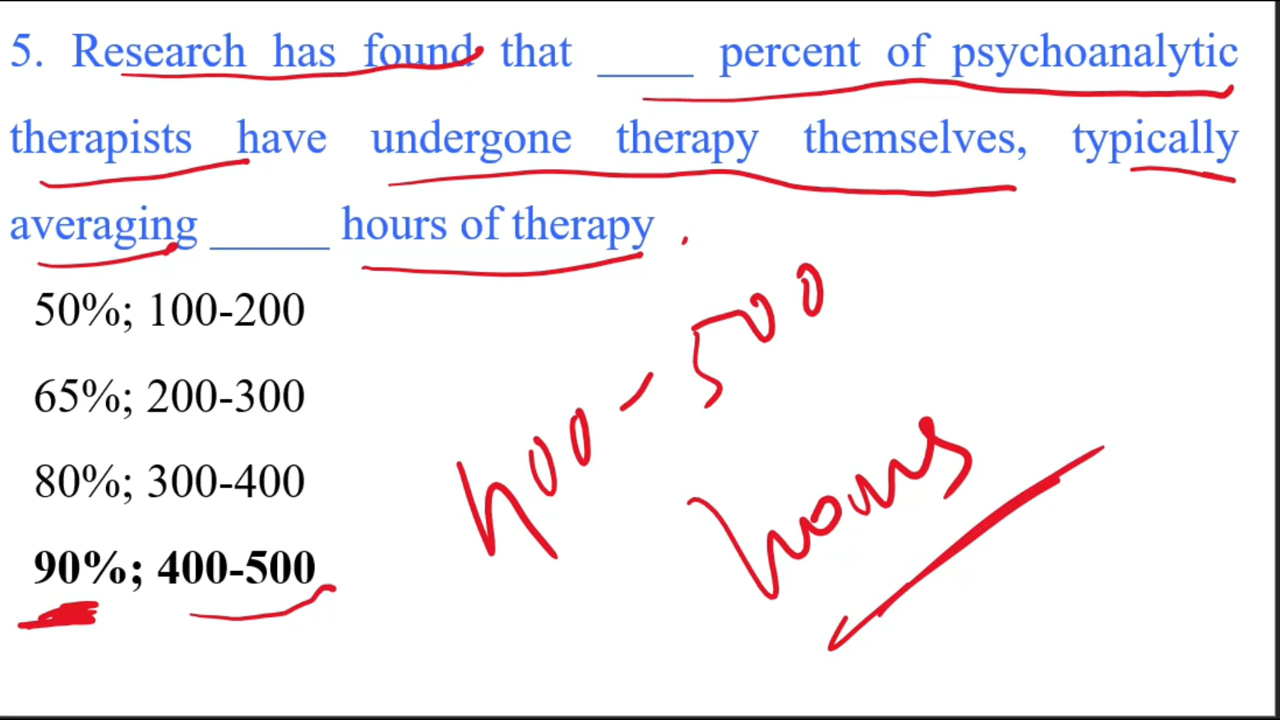 5. Research has found that ____ percent of psychoanalytic
therapists have undergone therapy themselves, typically
averaging _____ hours of therapy .
50%; 100-200
65%; 200-300
80%; 300-400
90%; 400-500
400-500
hours